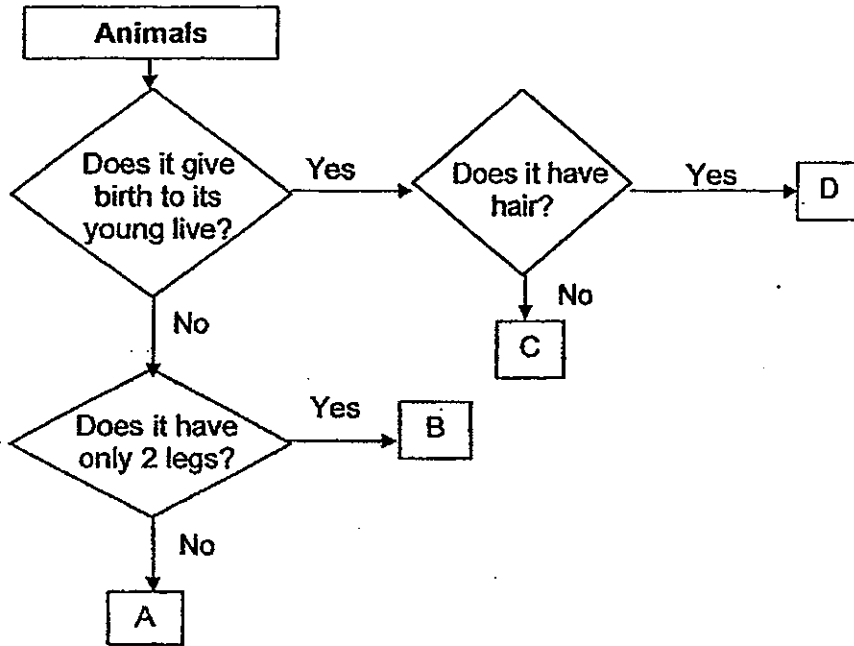 Animals
Does it give
birth to its
young live?
Yes
Does it have
hair?
Yes
D
No
C
No
Does it have
only 2 legs?
Yes
B
No
A